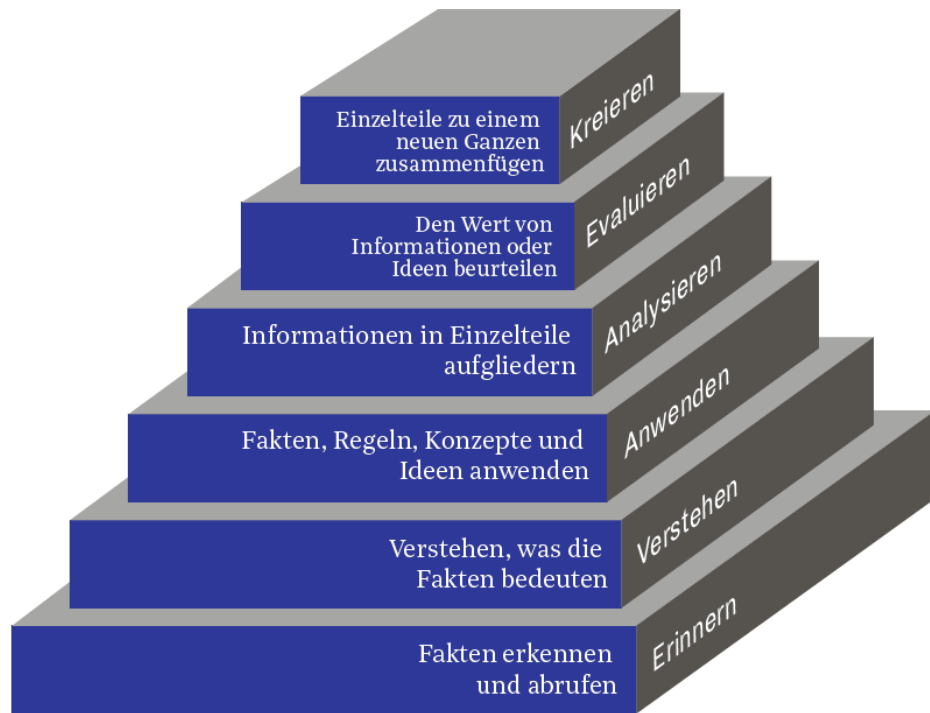 Einzelteile zu einem
neuen Ganzen
zusammenfügen
Kreieren
Den Wert von
Informationen oder
Ideen beurteilen
Evaluieren
Informationen in Einzelteile
aufgliedern
Analysieren
Fakten, Regeln, Konzepte und
Ideen anwenden
Anwenden
Verstehen, was die
Fakten bedeuten
Verstehen
Fakten erkennen
und abrufen
Erinnern